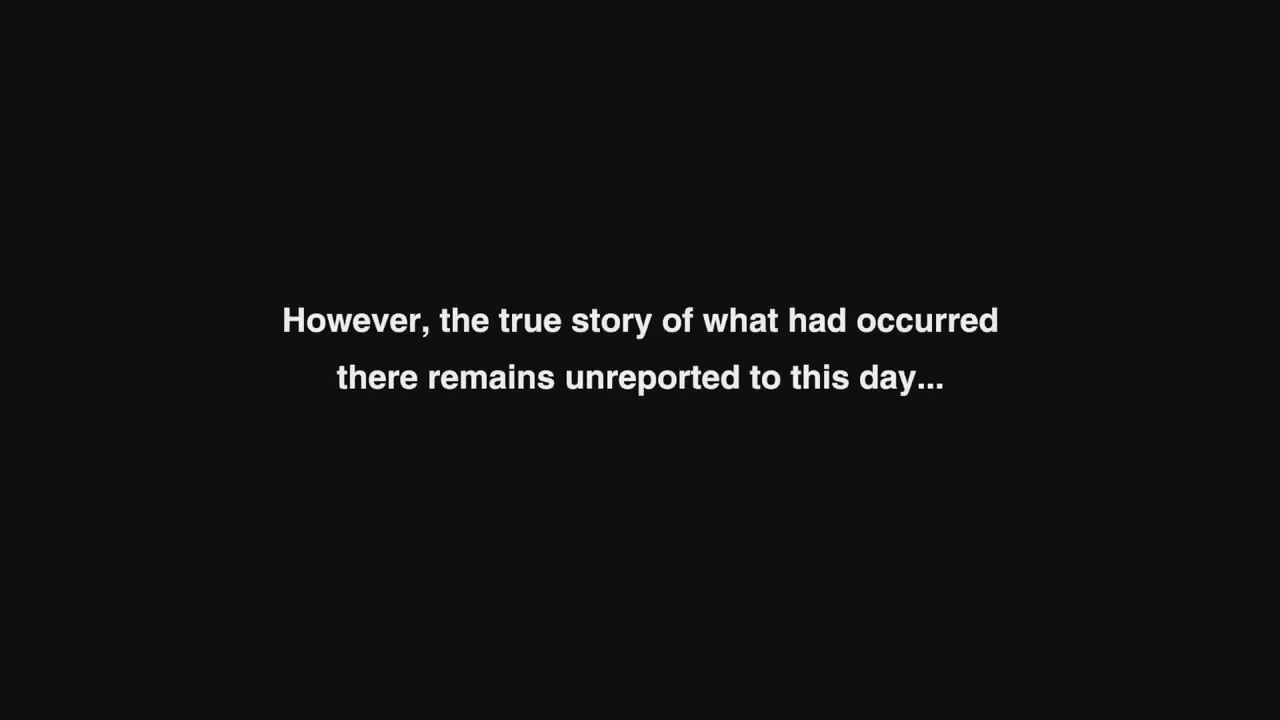 However, the true story of what had occurred
there remains unreported to this day...